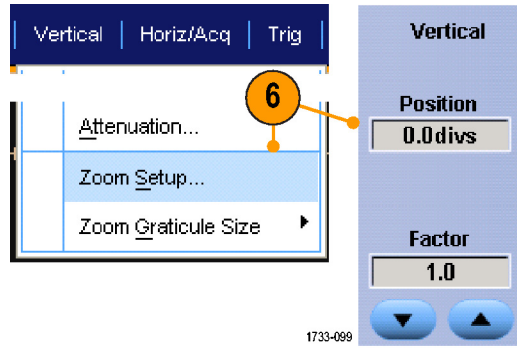 Vertical Horiz/Acq Trig
6
Attenuation...
Zoom Setup...
Zoom Graticule Size
Vertical
Position
0.0divs
Factor
1.0
1733-099